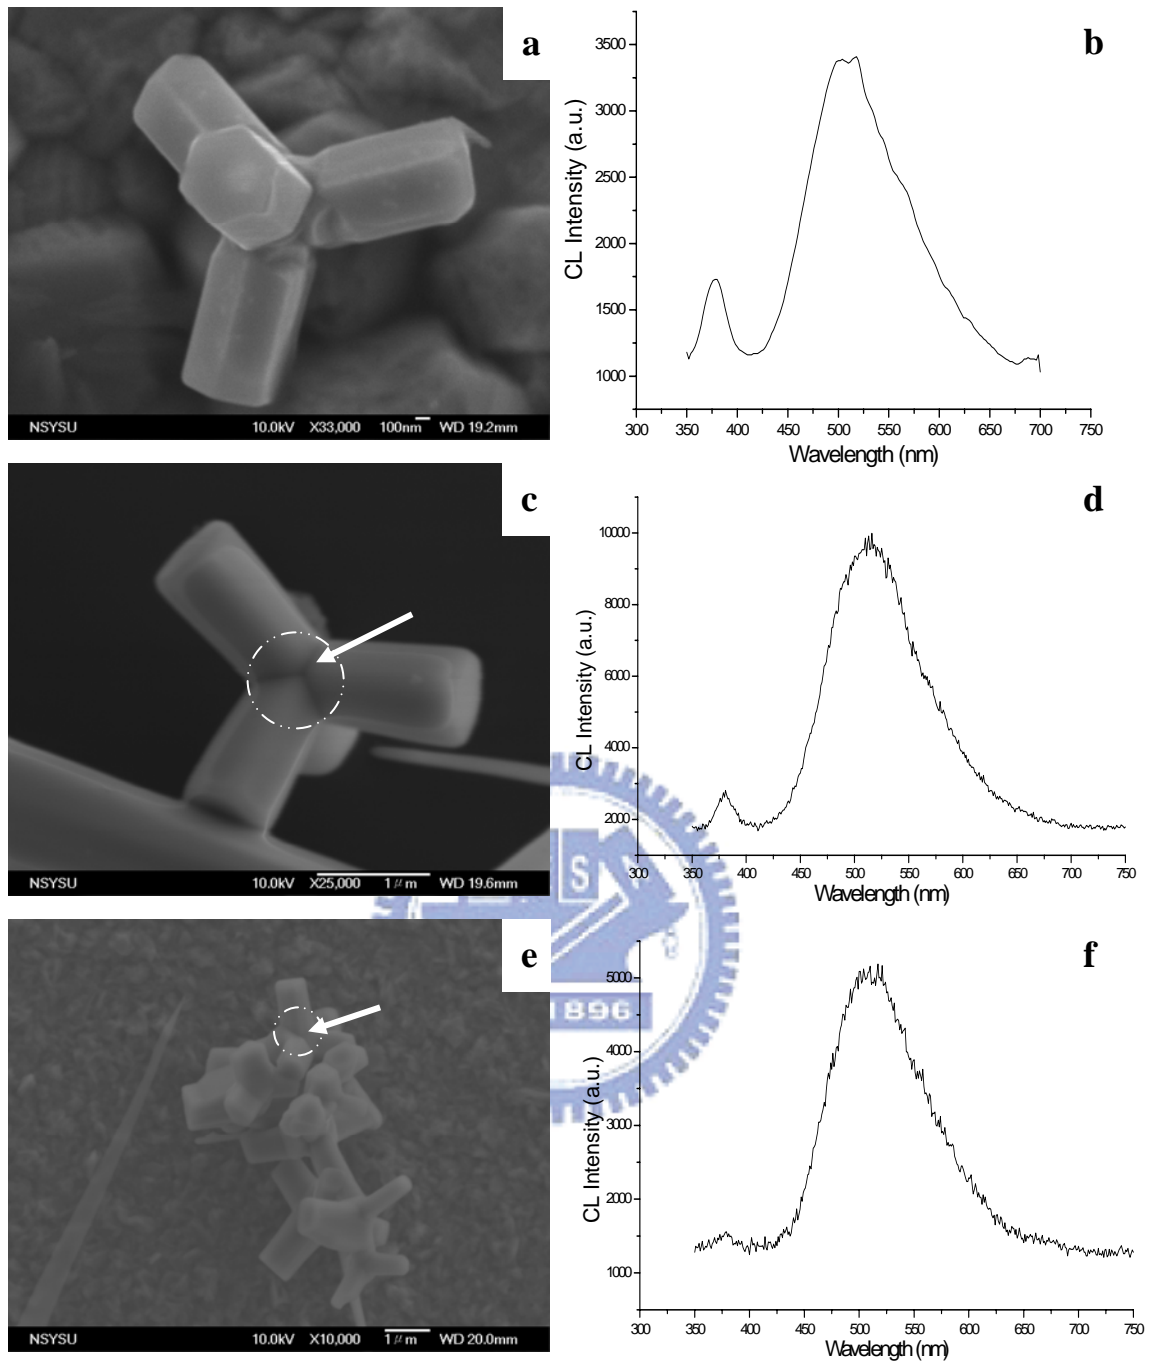 a
NSYSU 10.0kV X33,000 100nm WD 19.2mm
b
CL Intensity (a.u.)
3500
3000
2500
2000
1500
1000
300 350 400 450 500 550 600 650 700 750
Wavelength (nm)
c
NSYSU 10.0kV X25,000 1μm WD 19.6mm
d
CL Intensity (a.u.)
10000
8000
6000
4000
2000
300 350 400 450 500 550 600 650 700 750
Wavelength (nm)
S
1896
e
NSYSU 10.0kV X10,000 1μm WD 20.0mm
f
CL Intensity (a.u.)
5000
4000
3000
2000
1000
300 350 400 450 500 550 600 650 700 750
Wavelength (nm)